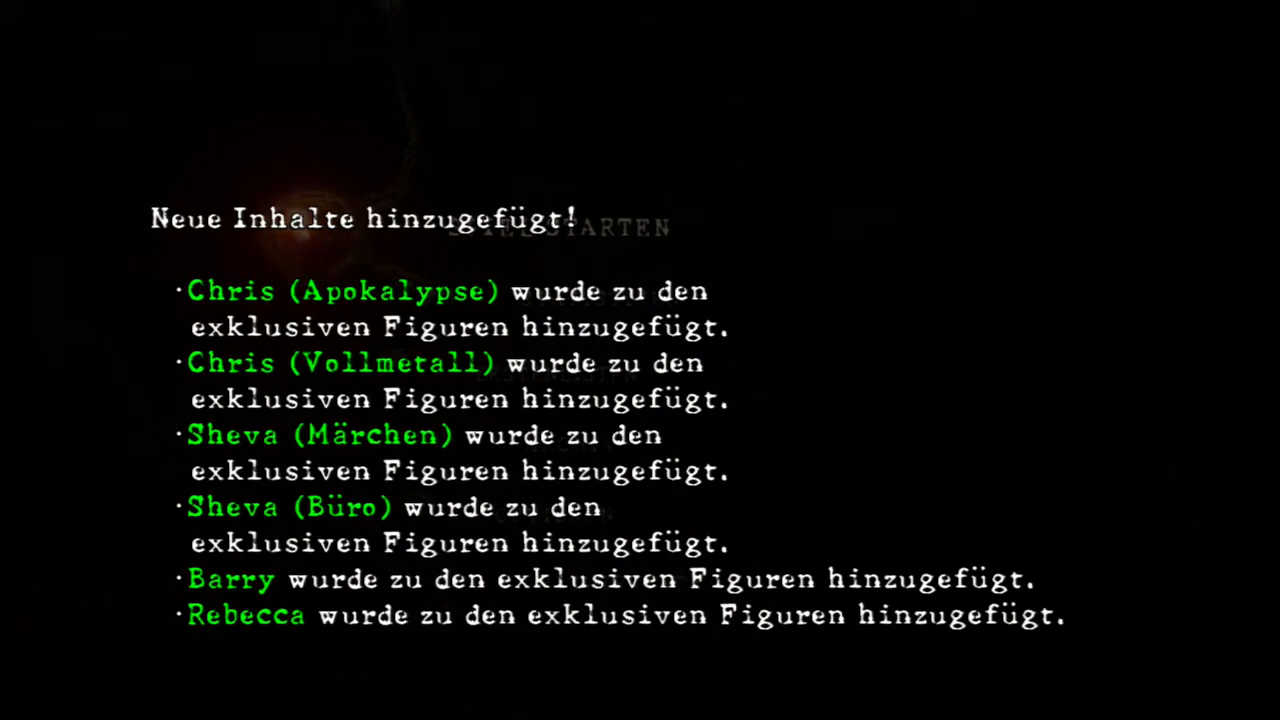 Neue Inhalte hinzugefügt!
SPIEL STARTEN
·Chris (Apokalypse) wurde zu den
exklusiven Figuren hinzugefügt.
·Chris (Vollmetall) wurde zu den
exklusiven Figuren hinzugefügt.
·Sheva (Märchen) wurde zu den
exklusiven Figuren hinzugefügt.
·Sheva (Büro) wurde zu den
exklusiven Figuren hinzugefügt.
·Barry wurde zu den exklusiven Figuren hinzugefügt.
·Rebecca wurde zu den exklusiven Figuren hinzugefügt.